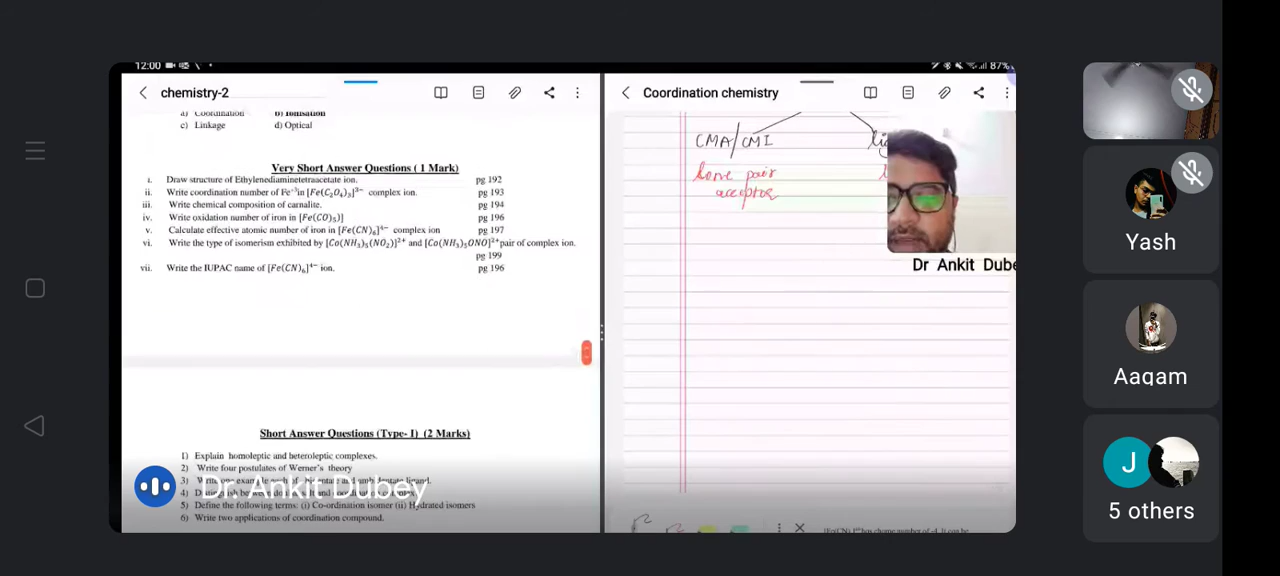 12:00
87%
chemistry-2
a) Coordination b) Ionisation
c) Linkage d) Optical
Very Short Answer Questions ( 1 Mark)
i. Draw structure of Ethylenediaminetetraacetate ion. pg 192
ii. Write coordination number of Fe⁺³in [Fe(C₂O₄)₃]³⁻ complex ion. pg 193
iii. Write chemical composition of carnalite. pg 194
iv. Write oxidation number of iron in [Fe(CO)₅] pg 196
v. Calculate effective atomic number of iron in [Fe(CN)₆]⁴⁻ complex ion pg 197
vi. Write the type of isomerism exhibited by [Co(NH₃)₅(NO₂)]²⁺ and [Co(NH₃)₅ONO]²⁺pair of complex ion.
pg 199
vii. Write the IUPAC name of [Fe(CN)₆]⁴⁻ ion. pg 196
Short Answer Questions (Type- I) (2 Marks)
1) Explain homoleptic and heteroleptic complexes.
2) Write four postulates of Werner's theory
3) ligand.
4)
5) Define the following terms: (i) Co-ordination isomer (ii) Hydrated isomers
6) Write two applications of coordination compound.
Dr Ankit Dubey
Coordination chemistry
CMA/CMI
lone pair
acceptor
Dr Ankit Dube
Yash
Aagam
J
5 others